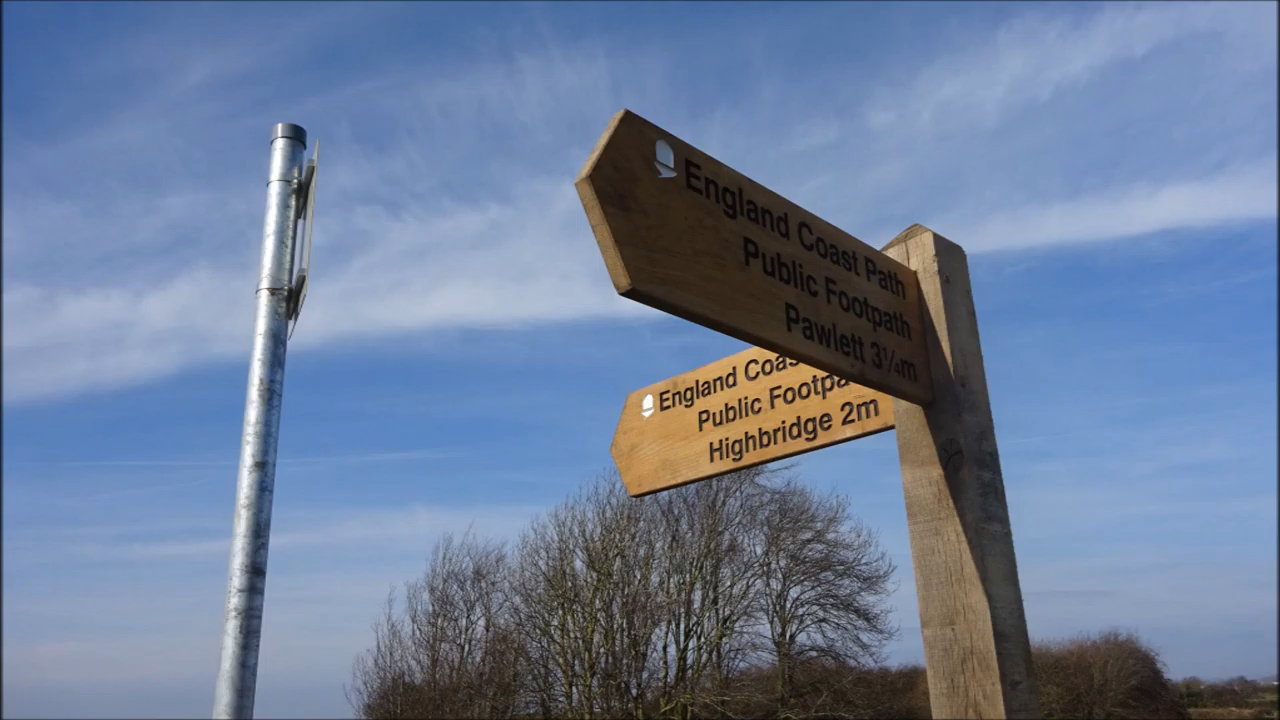 England Coast Path
Public Footpath
Pawlett 3¼m
England Coas
Public Footpa
Highbridge 2m